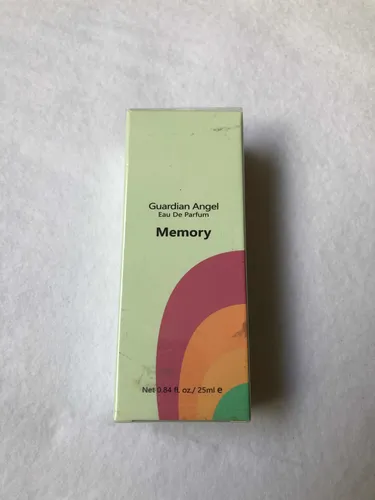 Guardian Angel
Eau De Parfum
Memory
Net 0.84 fl. oz./ 25ml e